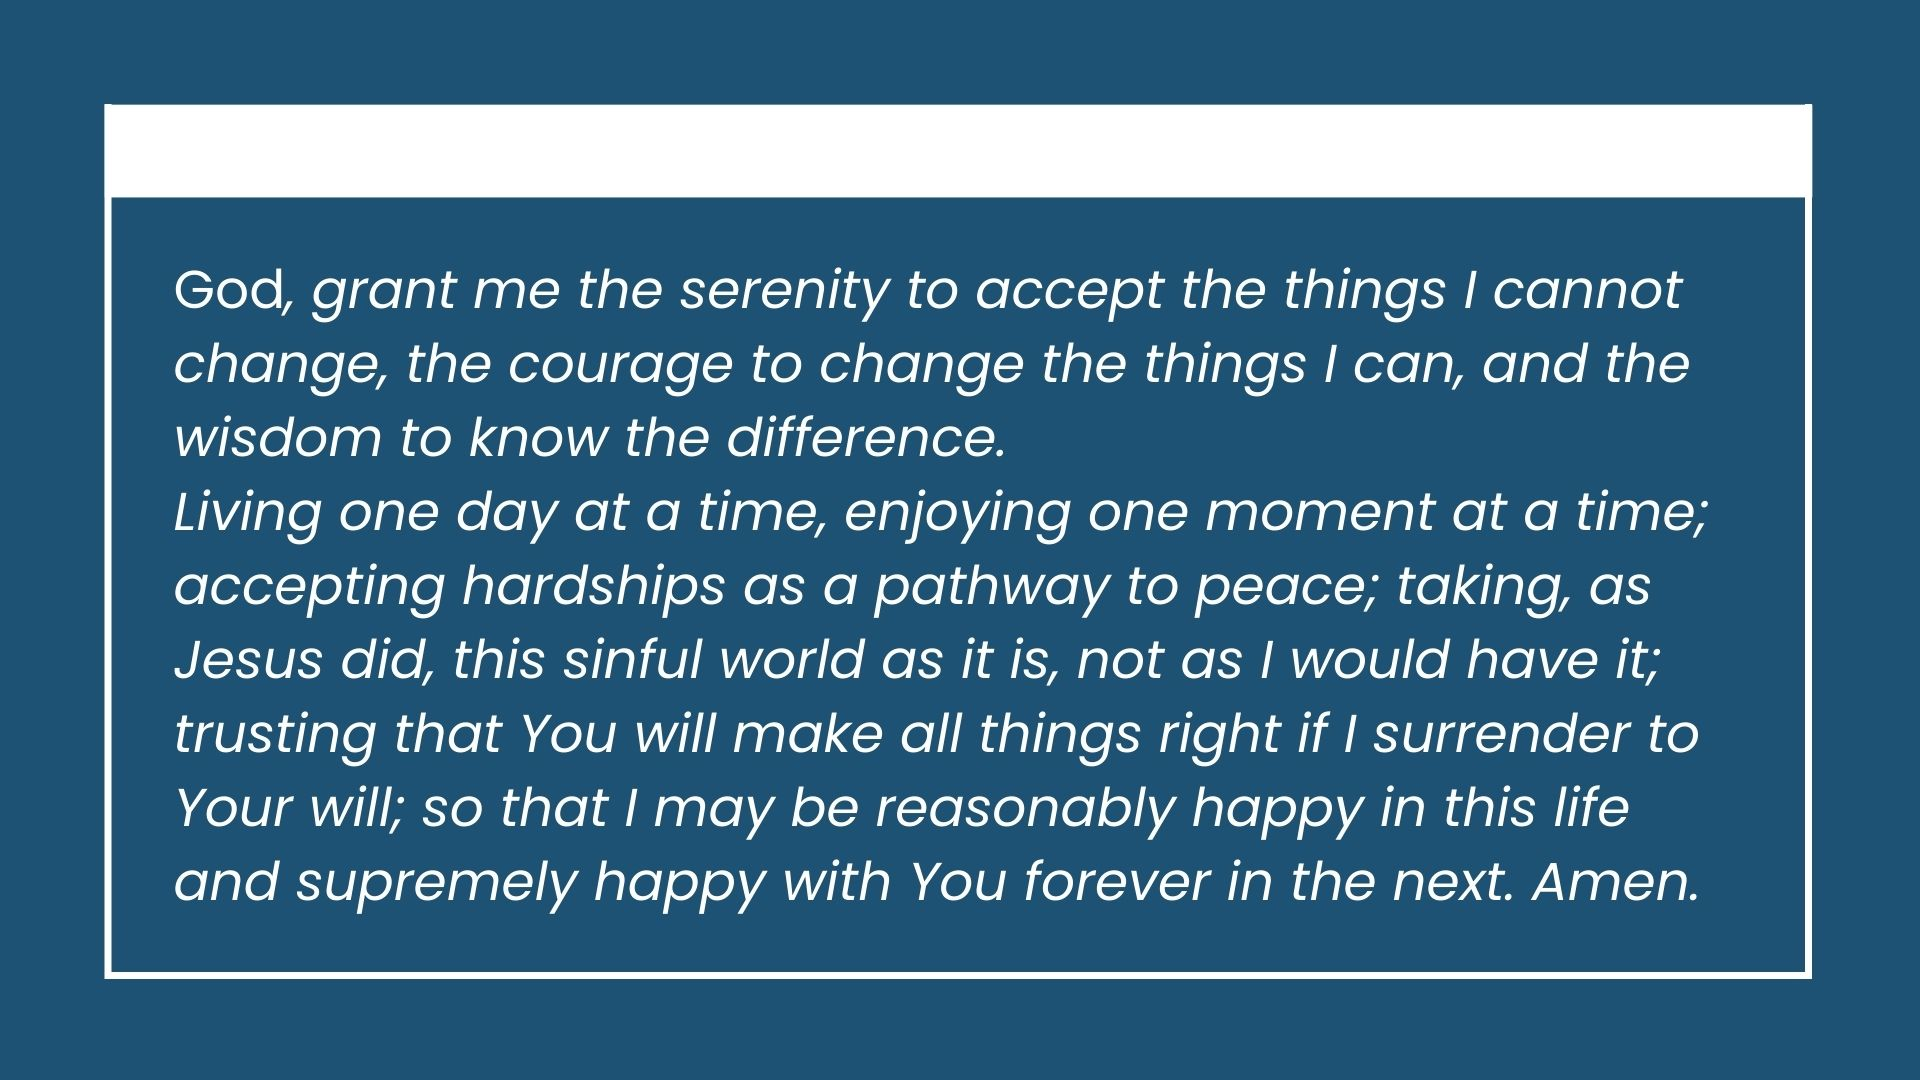 God, grant me the serenity to accept the things I cannot
change, the courage to change the things I can, and the
wisdom to know the difference.
Living one day at a time, enjoying one moment at a time;
accepting hardships as a pathway to peace; taking, as
Jesus did, this sinful world as it is, not as I would have it;
trusting that You will make all things right if I surrender to
Your will; so that I may be reasonably happy in this life
and supremely happy with You forever in the next. Amen.